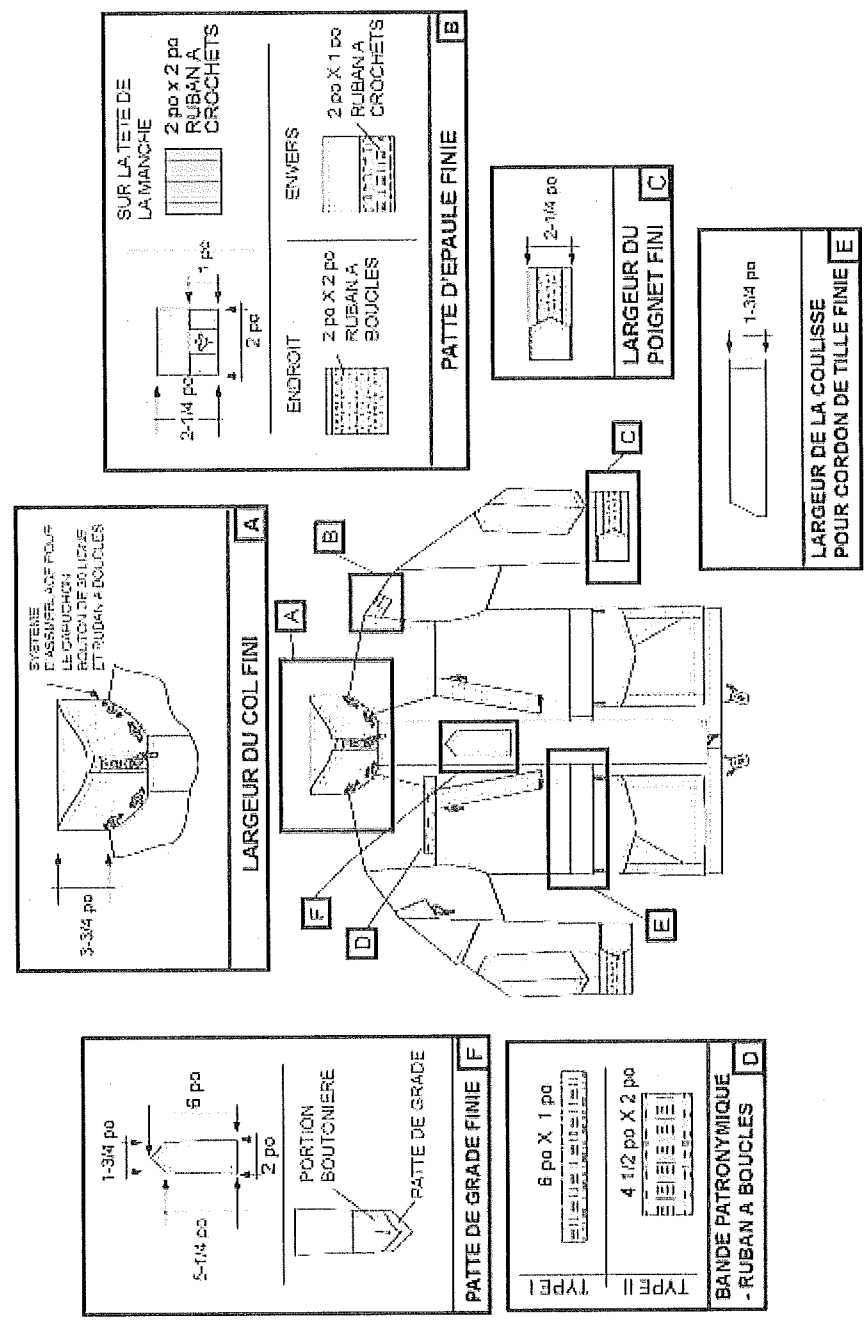 3-3/4 po
SYSTEME
D'ASSEMBLAGE POUR
LE CAPUCHON
BOUTON DE 30 LIGNE
ET RUBAN A BOUCLES
LARGEUR DU COL FINI
A
2-1/4 po
1 po
2 po
SUR LA TETE DE
LA MANCHE
2 po x 2 po
RUBAN A
CROCHETS
ENDROIT
2 po X 2 po
RUBAN A
BOUCLES
ENVERS
2 po X 1 po
RUBAN A
CROCHETS
PATTE D'EPAULE FINIE
B
1-3/4 po
6 po
5-1/4 po
2 po
PORTION
BOUTONIERE
PATTE DE GRADE
PATTE DE GRADE FINIE
F
A
B
F
D
C
E
2-1/4 po
LARGEUR DU
POIGNET FINI
C
TYPE I
6 po X 1 po
TYPE II
4 1/2 po X 2 po
BANDE PATRONYMIQUE
- RUBAN A BOUCLES
D
1-3/4 po
LARGEUR DE LA COULISSE
POUR CORDON DE TILLE FINIE
E